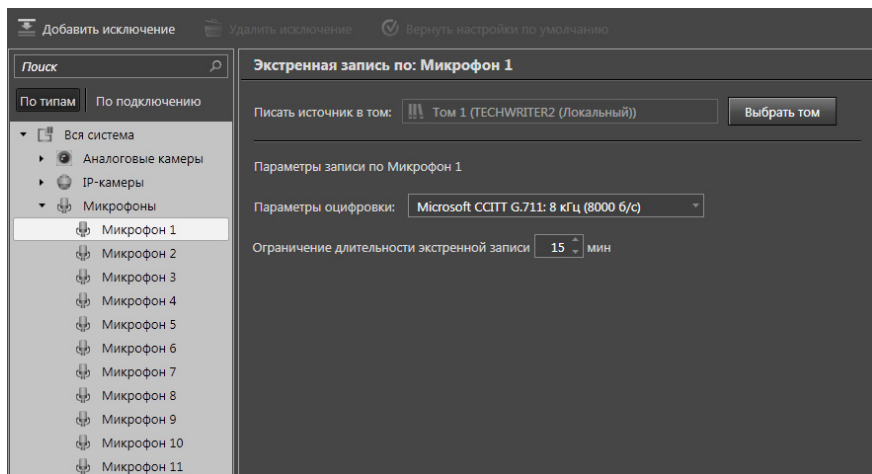 Добавить исключение
Удалить исключение
Вернуть настройки по умолчанию
Поиск
По типам
По подключению
Вся система
Аналоговые камеры
IP-камеры
Микрофоны
Микрофон 1
Микрофон 2
Микрофон 3
Микрофон 4
Микрофон 5
Микрофон 6
Микрофон 7
Микрофон 8
Микрофон 9
Микрофон 10
Микрофон 11
Экстренная запись по: Микрофон 1
Писать источник в том: Том 1 (TECHWRITER2 (Локальный)) Выбрать том
Параметры записи по Микрофон 1
Параметры оцифровки: Microsoft CCITT G.711: 8 кГц (8000 б/с)
Ограничение длительности экстренной записи 15 мин